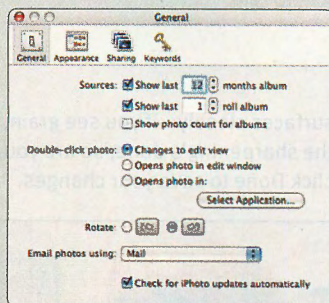 General
General Appearance Sharing Keywords
Sources: Show last 12 months album
Show last 1 roll album
Show photo count for albums
Double-click photo: Changes to edit view
Opens photo in edit window
Opens photo in:
Select Application...
Rotate:
Email photos using: Mail
Check for iPhoto updates automatically